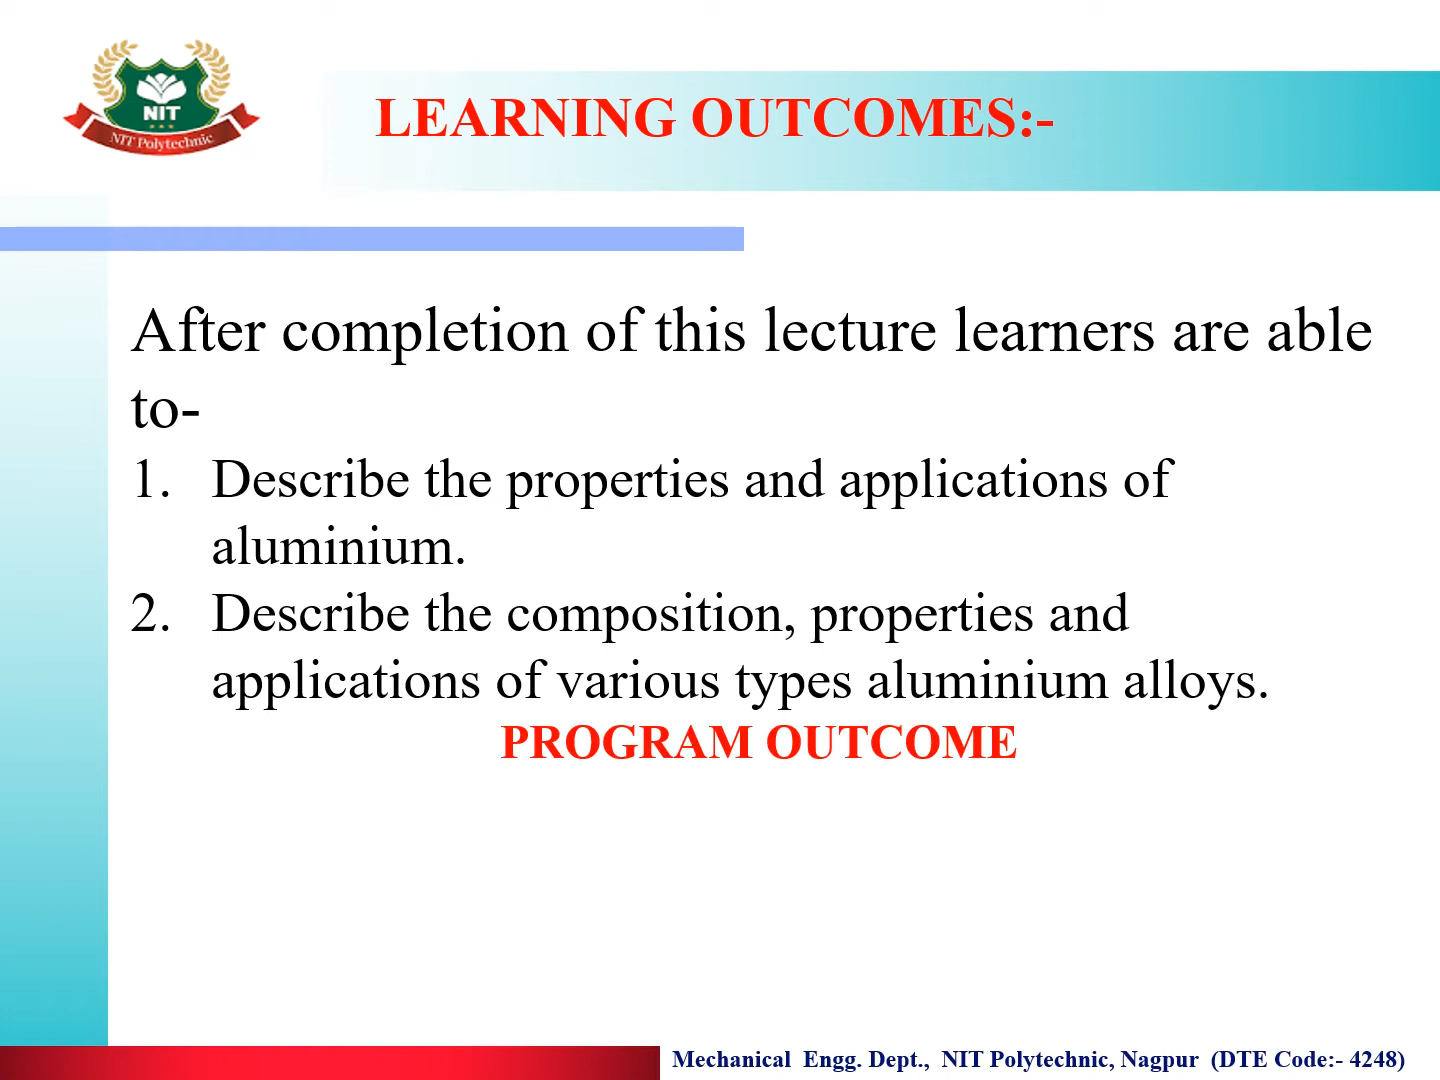 NIT
NIT Polytechnic
LEARNING OUTCOMES:-
After completion of this lecture learners are able
to-
1. Describe the properties and applications of
aluminium.
2. Describe the composition, properties and
applications of various types aluminium alloys.
PROGRAM OUTCOME
Mechanical Engg. Dept., NIT Polytechnic, Nagpur (DTE Code:- 4248)